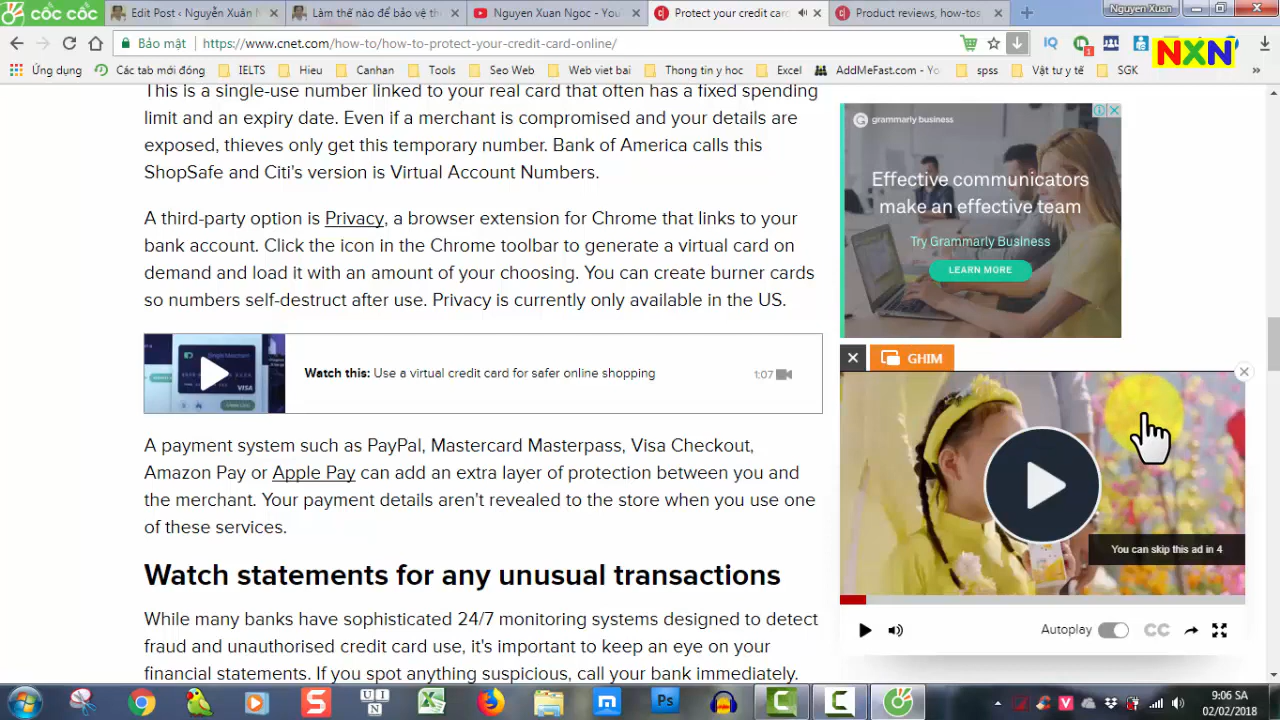 cốc cốc
Edit Post ‹ Nguyễn Xuân N
Làm thế nào để bảo vệ th
Nguyen Xuan Ngoc - You
Protect your credit card
Product reviews, how-tos
Nguyen Xuan
Bảo mật
https://www.cnet.com/how-to/how-to-protect-your-credit-card-online/
IQ
1
NXN
Ứng dụng
Các tab mới đóng
IELTS
Hieu
Canhan
Tools
Seo Web
Web viet bai
Thong tin y hoc
Excel
AddMeFast.com - Yo
spss
Vật tư y tế
SGK
»
This is a single-use number linked to your real card that often has a fixed spending
limit and an expiry date. Even if a merchant is compromised and your details are
exposed, thieves only get this temporary number. Bank of America calls this
ShopSafe and Citi's version is Virtual Account Numbers.
A third-party option is Privacy, a browser extension for Chrome that links to your
bank account. Click the icon in the Chrome toolbar to generate a virtual card on
demand and load it with an amount of your choosing. You can create burner cards
so numbers self-destruct after use. Privacy is currently only available in the US.
VISA
Watch this: Use a virtual credit card for safer online shopping
1:07
A payment system such as PayPal, Mastercard Masterpass, Visa Checkout,
Amazon Pay or Apple Pay can add an extra layer of protection between you and
the merchant. Your payment details aren't revealed to the store when you use one
of these services.
Watch statements for any unusual transactions
While many banks have sophisticated 24/7 monitoring systems designed to detect
fraud and unauthorised credit card use, it's important to keep an eye on your
financial statements. If you spot anything suspicious, call your bank immediately.
grammarly business
Effective communicators
make an effective team
Try Grammarly Business
LEARN MORE
GHIM
You can skip this ad in 4
Autoplay
CC
S
U I
N
Ps
C
C
V
9:06 SA
02/02/2018